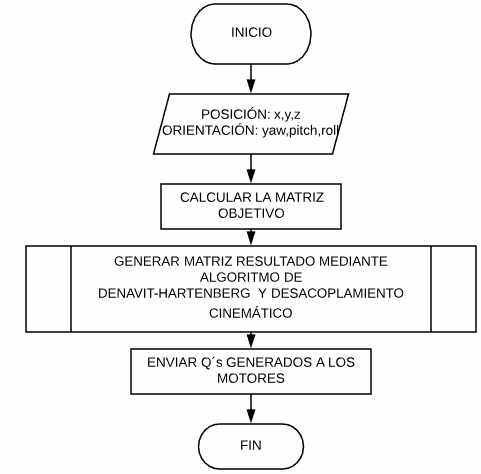 INICIO
POSICIÓN: x,y,z
ORIENTACIÓN: yaw,pitch,roll
CALCULAR LA MATRIZ
OBJETIVO
GENERAR MATRIZ RESULTADO MEDIANTE
ALGORITMO DE
DENAVIT-HARTENBERG Y DESACOPLAMIENTO
CINEMÁTICO
ENVIAR Q´s GENERADOS A LOS
MOTORES
FIN